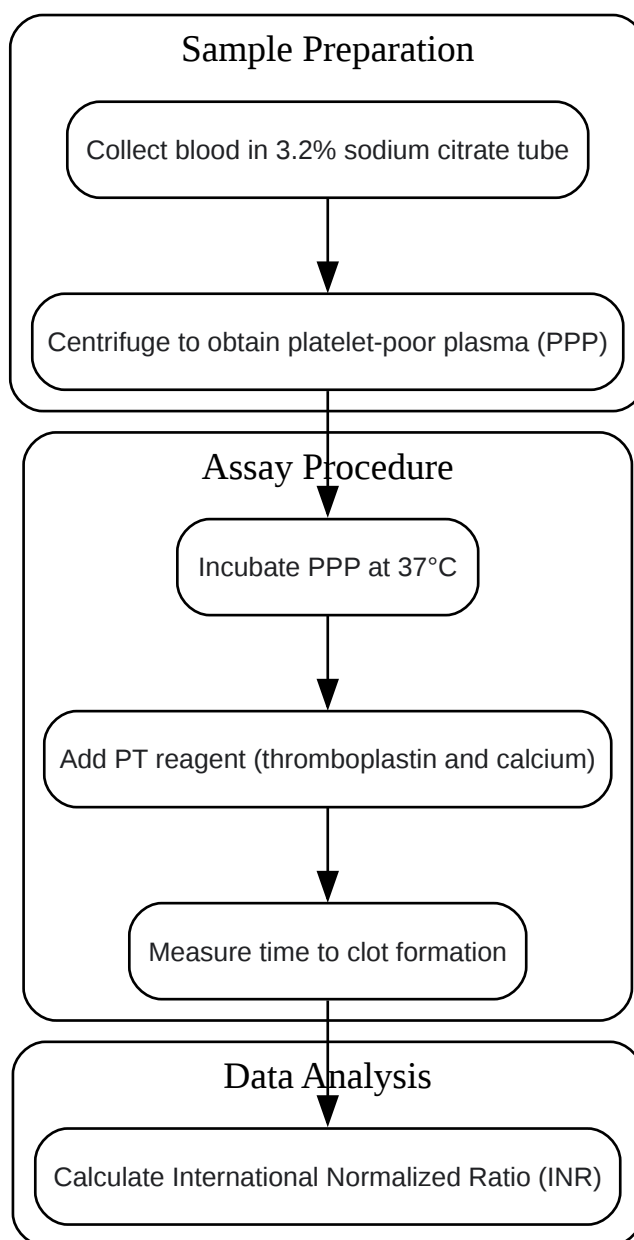 Sample Preparation
Collect blood in 3.2% sodium citrate tube
Centrifuge to obtain platelet-poor plasma (PPP)
Assay Procedure
Incubate PPP at 37°C
Add PT reagent (thromboplastin and calcium)
Measure time to clot formation
Data Analysis
Calculate International Normalized Ratio (INR)